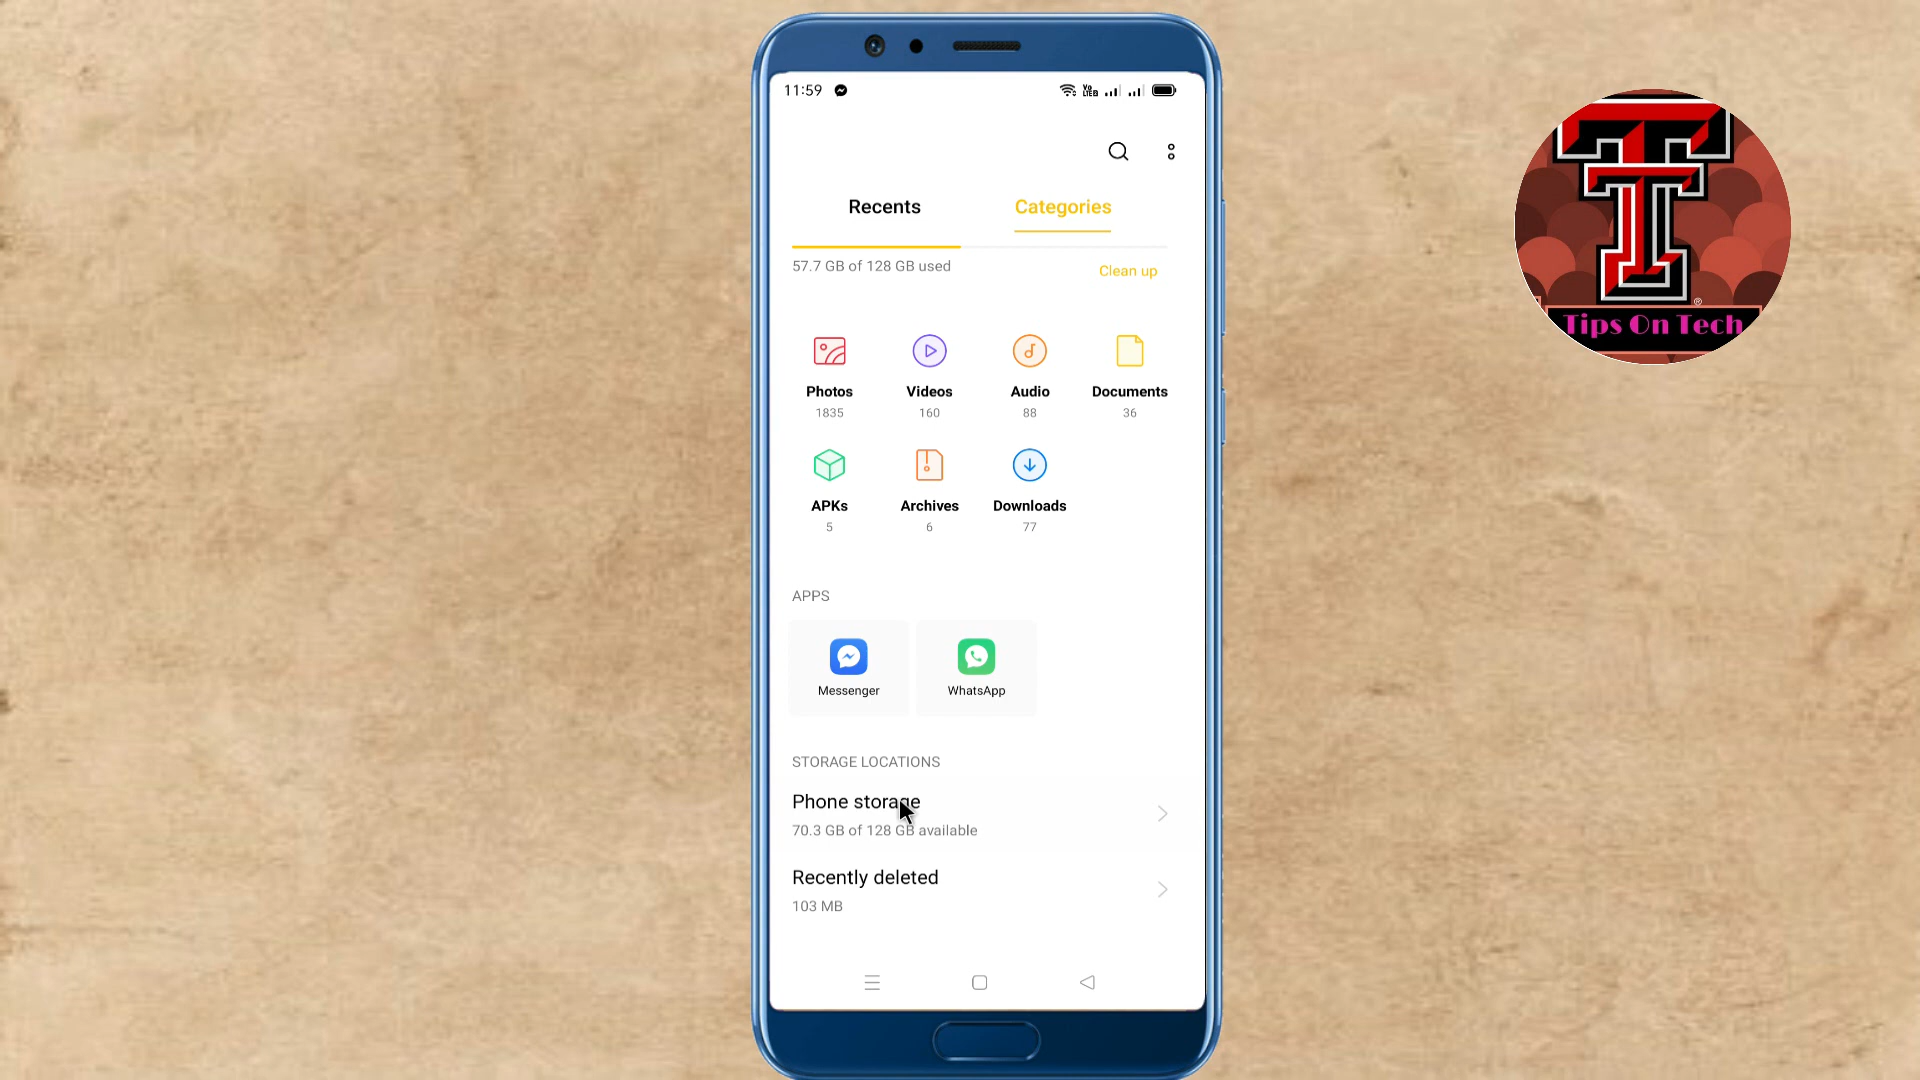 11:59
Recents Categories
57.7 GB of 128 GB used
Clean up
Photos Videos Audio Documents
1835 160 88 36
APKs Archives Downloads
5 6 77
APPS
Messenger WhatsApp
STORAGE LOCATIONS
Phone storage
70.3 GB of 128 GB available
Recently deleted
103 MB
T
®
Tips On Tech